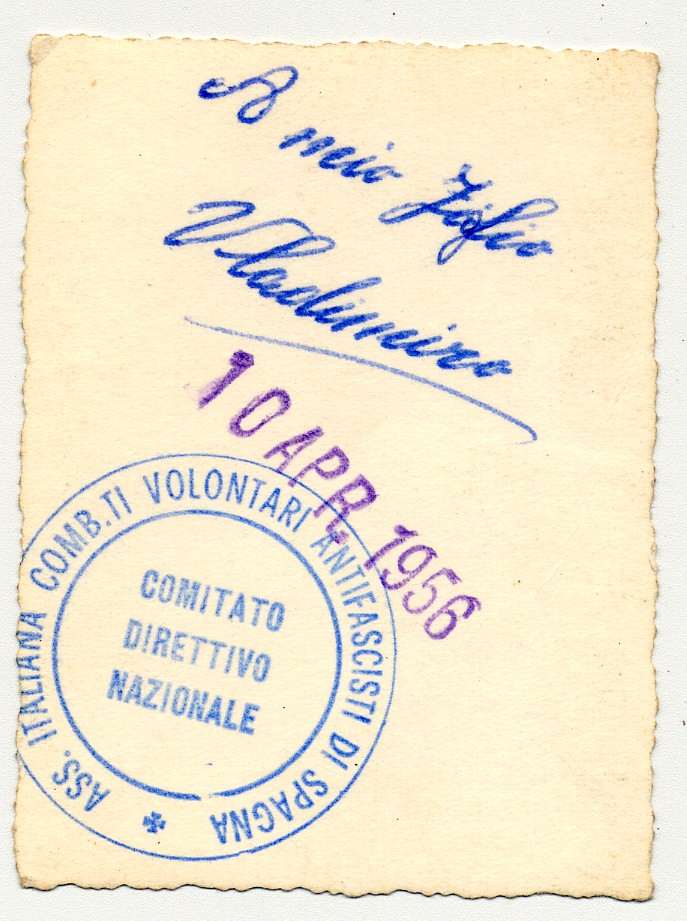 A mio figlio
Vladimiro
10 APR. 1956
ASS. ITALIANA COMB.TI VOLONTARI ANTIFASCISTI DI SPAGNA
COMITATO
DIRETTIVO
NAZIONALE